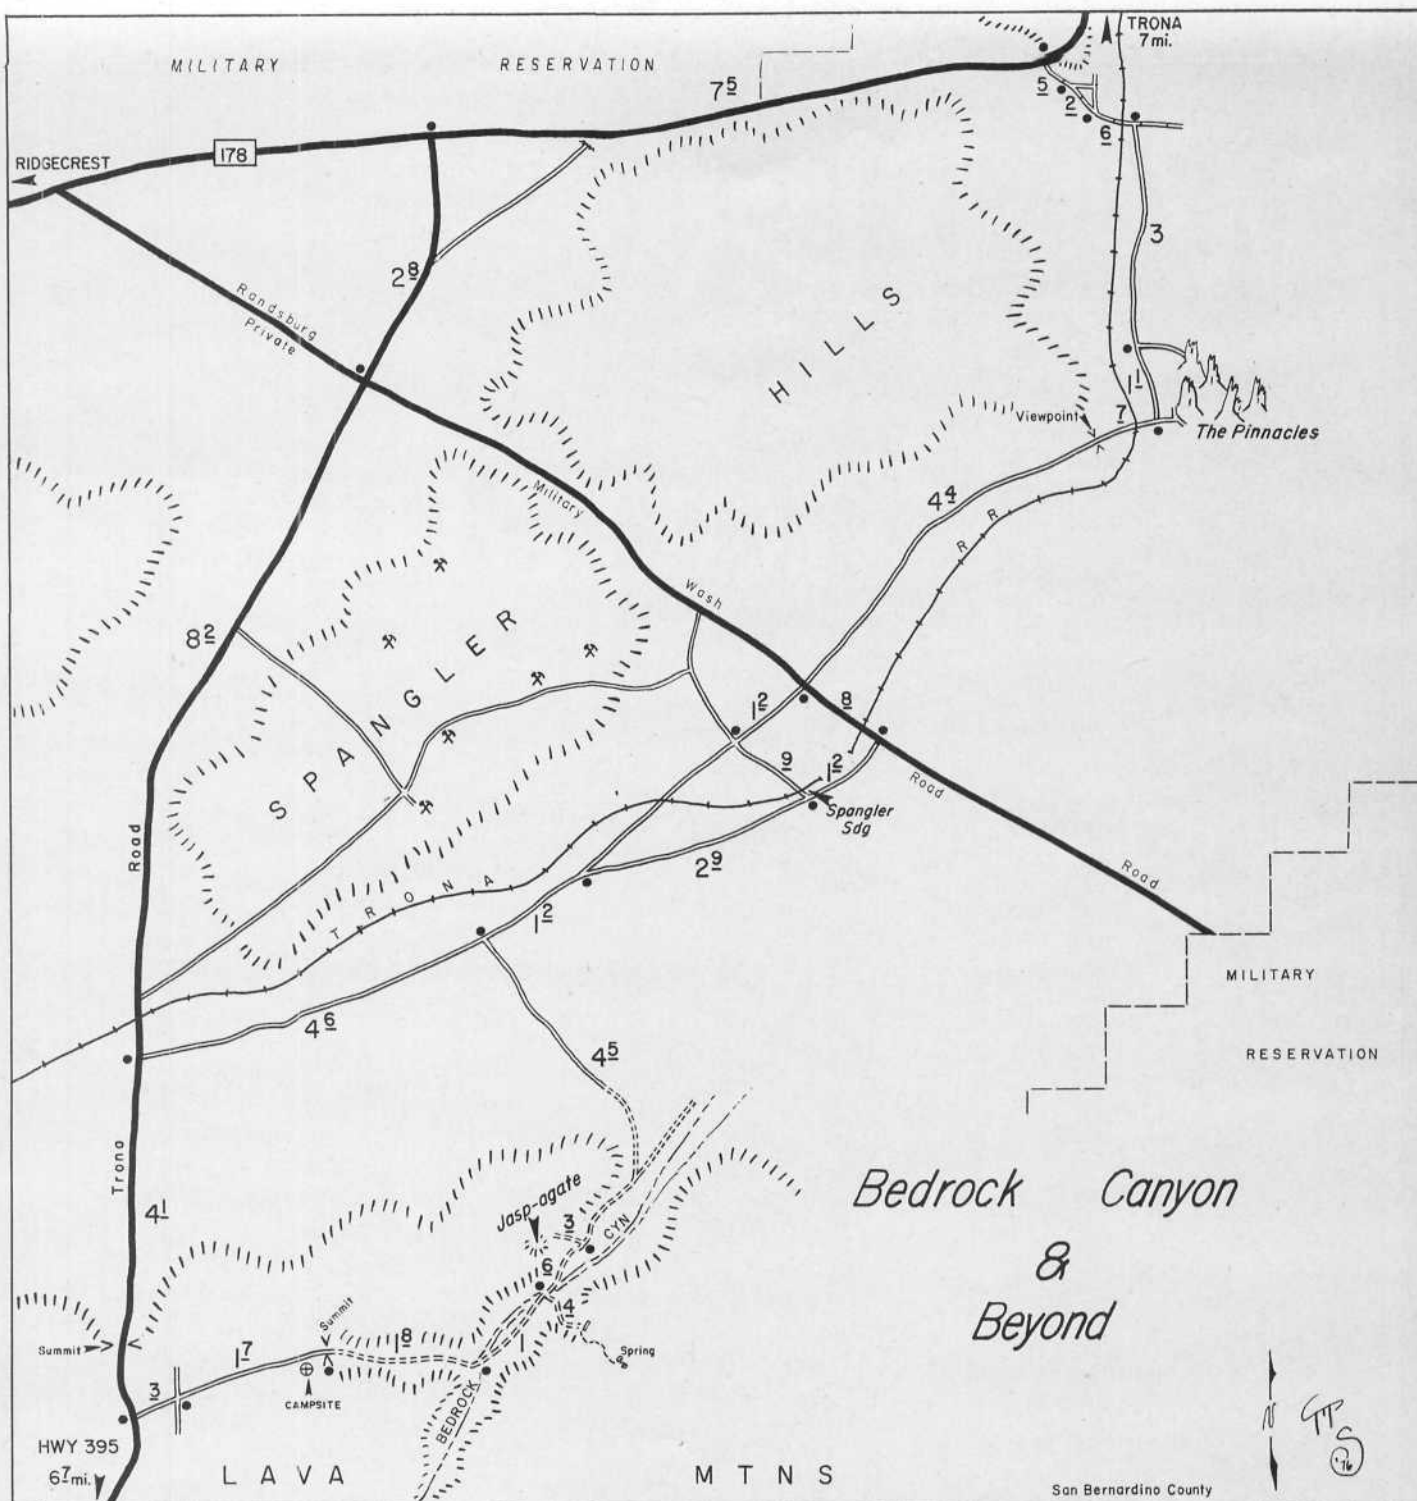 TRONA
7 mi.
MILITARY RESERVATION
7 5
5
2
6
178
RIDGECREST
3
2 8
Randsburg
Private
HILLS
1 1
Viewpoint
7
The Pinnacles
Military
4 4
R R
Wash
8 2
SPANGLER
1 2
8
9
1 2
Road
Spangler
Sdg
Road
2 9
Road
TRONA
1 2
MILITARY
4 6
RESERVATION
4 5
Trona
Bedrock Canyon
&
Beyond
Jasp-agate
4 1
3
CYN
6
4
Summit
Summit
1 8
1
Spring
1 7
3
CAMPSITE
BEDROCK
HWY 395
6 7 mi.
LAVA MTNS
N
'76
San Bernardino County